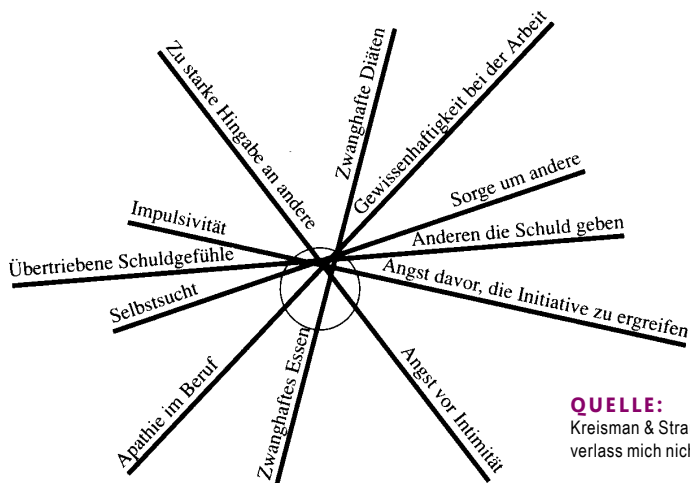 Zu starke Hingabe an andere
Zwanghafte Diäten
Gewissenhaftigkeit bei der Arbeit
Sorge um andere
Impulsivität
Anderen die Schuld geben
Übertriebene Schuldgefühle
Angst davor, die Initiative zu ergreifen
Selbstsucht
Apathie im Beruf
Zwanghaftes Essen
Angst vor Intimität
QUELLE:
Kreisman &
verlass mich